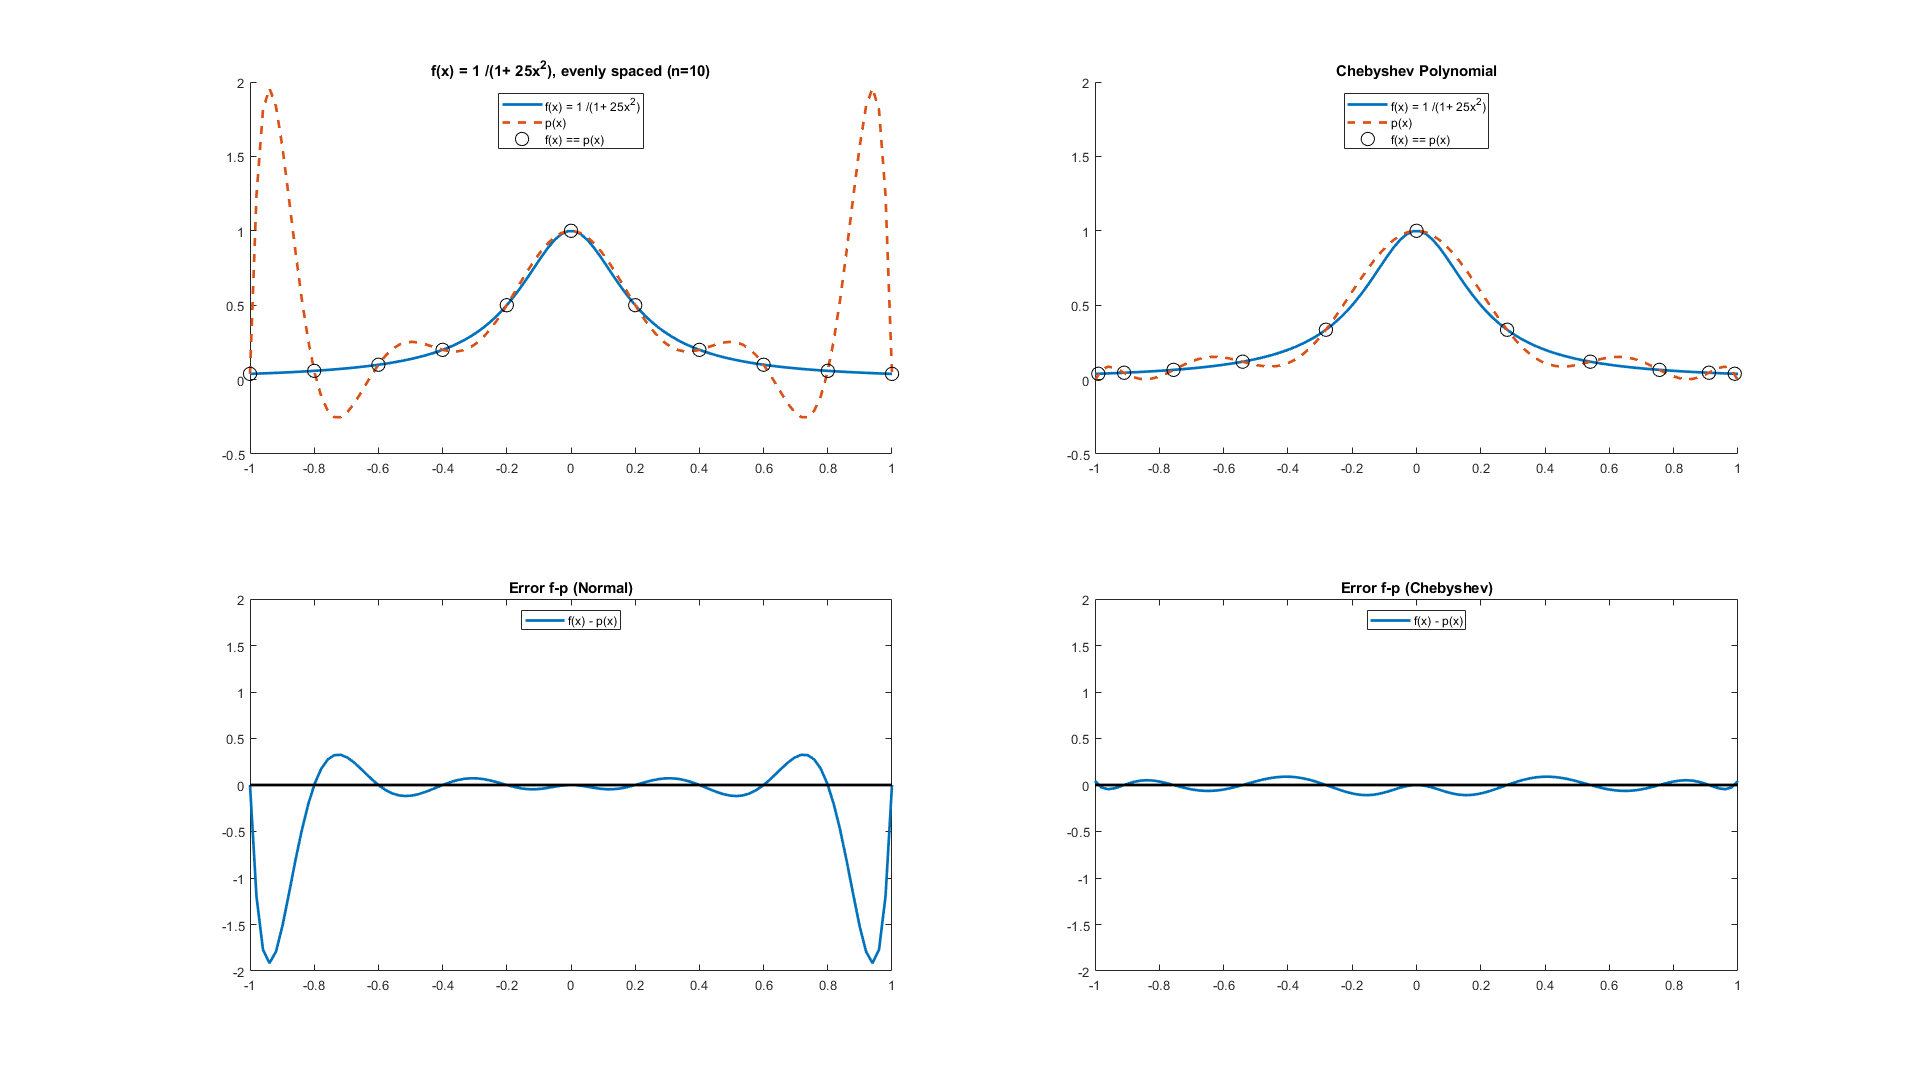 f(x) = 1 /(1+ 25x²), evenly spaced (n=10)
2
1.5
1
0.5
0
-0.5
-1 -0.8 -0.6 -0.4 -0.2 0 0.2 0.4 0.6 0.8 1
f(x) = 1 /(1+ 25x²)
p(x)
f(x) == p(x)
Chebyshev Polynomial
2
1.5
1
0.5
0
-0.5
-1 -0.8 -0.6 -0.4 -0.2 0 0.2 0.4 0.6 0.8 1
f(x) = 1 /(1+ 25x²)
p(x)
f(x) == p(x)
Error f-p (Normal)
2
1.5
1
0.5
0
-0.5
-1
-1.5
-2
-1 -0.8 -0.6 -0.4 -0.2 0 0.2 0.4 0.6 0.8 1
f(x) - p(x)
Error f-p (Chebyshev)
2
1.5
1
0.5
0
-0.5
-1
-1.5
-2
-1 -0.8 -0.6 -0.4 -0.2 0 0.2 0.4 0.6 0.8 1
f(x) - p(x)